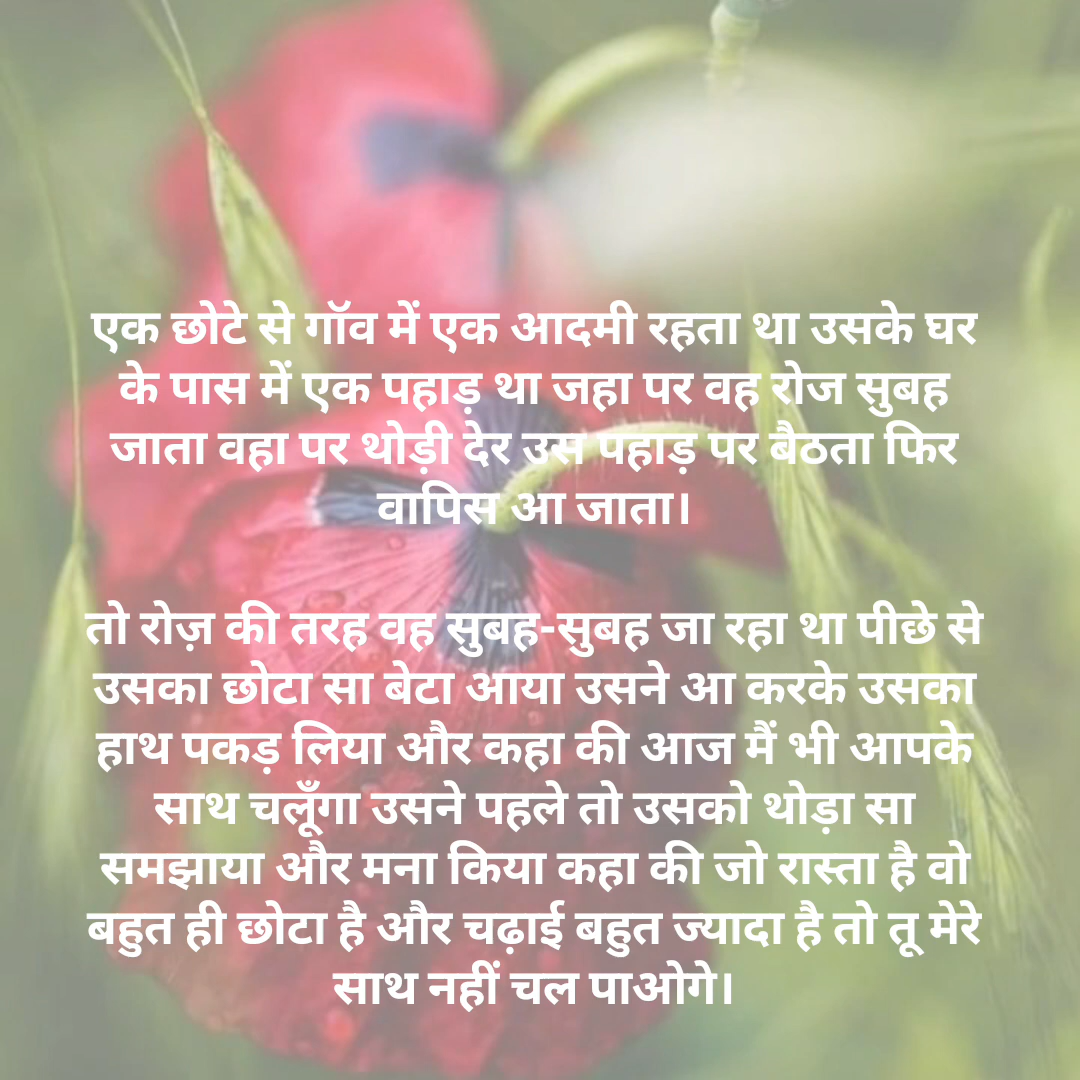 एक छोटे से गॉव में एक आदमी रहता था उसके घर
के पास में एक पहाड़ था जहा पर वह रोज सुबह
जाता वहा पर थोड़ी देर उस पहाड़ पर बैठता फिर
वापिस आ जाता।
तो रोज़ की तरह वह सुबह-सुबह जा रहा था पीछे से
उसका छोटा सा बेटा आया उसने आ करके उसका
हाथ पकड़ लिया और कहा की आज मैं भी आपके
साथ चलूँगा उसने पहले तो उसको थोड़ा सा
समझाया और मना किया कहा की जो रास्ता है वो
बहुत ही छोटा है और चढ़ाई बहुत ज्यादा है तो तू मेरे
साथ नहीं चल पाओगे।